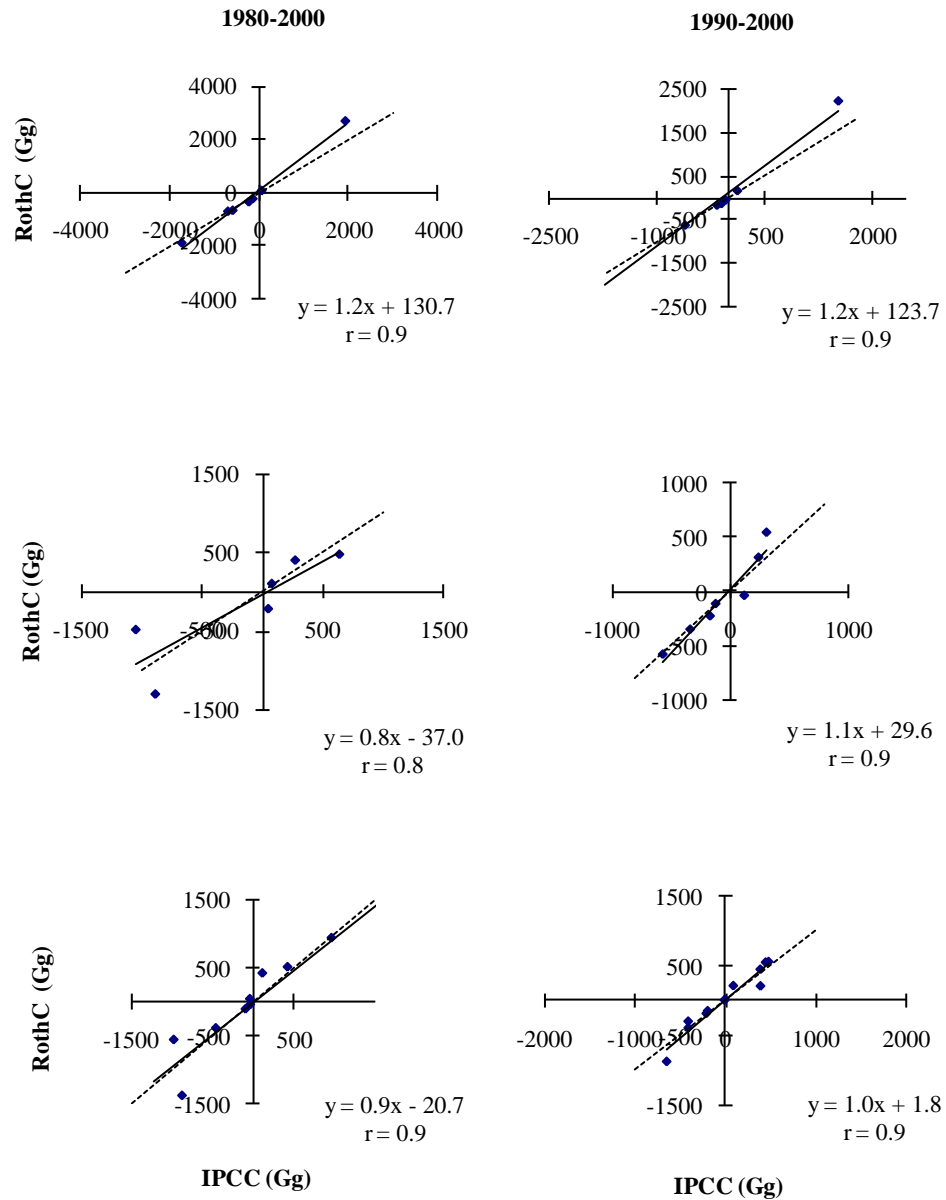 1980-2000
1990-2000
4000
2000
0
-4000 -2000 0 2000 4000
-2000
-4000
RothC (Gg)
y = 1.2x + 130.7
r = 0.9
2500
1500
500
-500
-2500 -1000 500 2000
-2500
y = 1.2x + 123.7
r = 0.9
1500
500
-1500 -500 500 1500
-500
-1500
RothC (Gg)
y = 0.8x - 37.0
r = 0.8
1000
500
0
-1000 0 1000
-500
-1000
y = 1.1x + 29.6
r = 0.9
1500
500
-1500 -500 500
-1500
RothC (Gg)
y = 0.9x - 20.7
r = 0.9
IPCC (Gg)
1500
500
-2000 -1000 0 1000 2000
-500
-1500
y = 1.0x + 1.8
r = 0.9
IPCC (Gg)